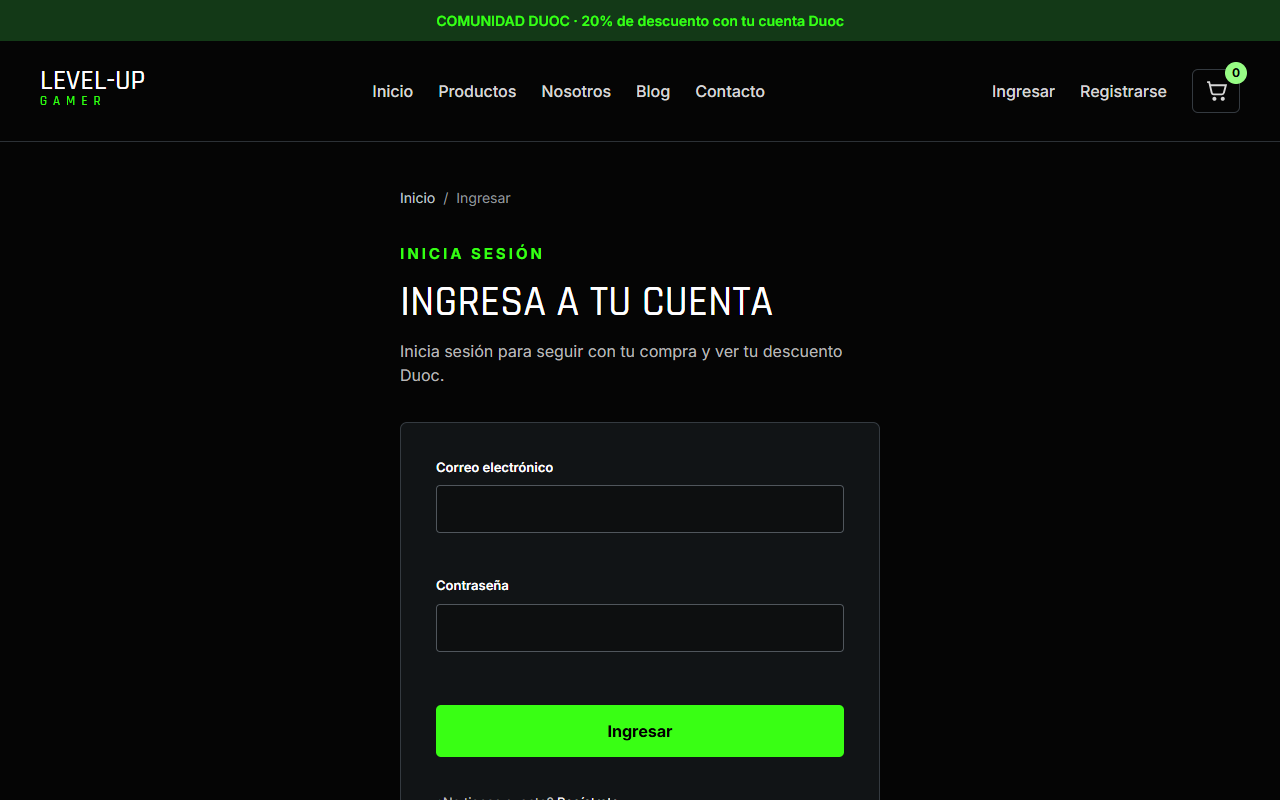 COMUNIDAD DUOC · 20% de descuento con tu cuenta Duoc
LEVEL-UP
GAMER
Inicio Productos Nosotros Blog Contacto
Ingresar Registrarse 0
Inicio / Ingresar
INICIA SESIÓN
INGRESA A TU CUENTA
Inicia sesión para seguir con tu compra y ver tu descuento
Duoc.
Correo electrónico
Contraseña
Ingresar